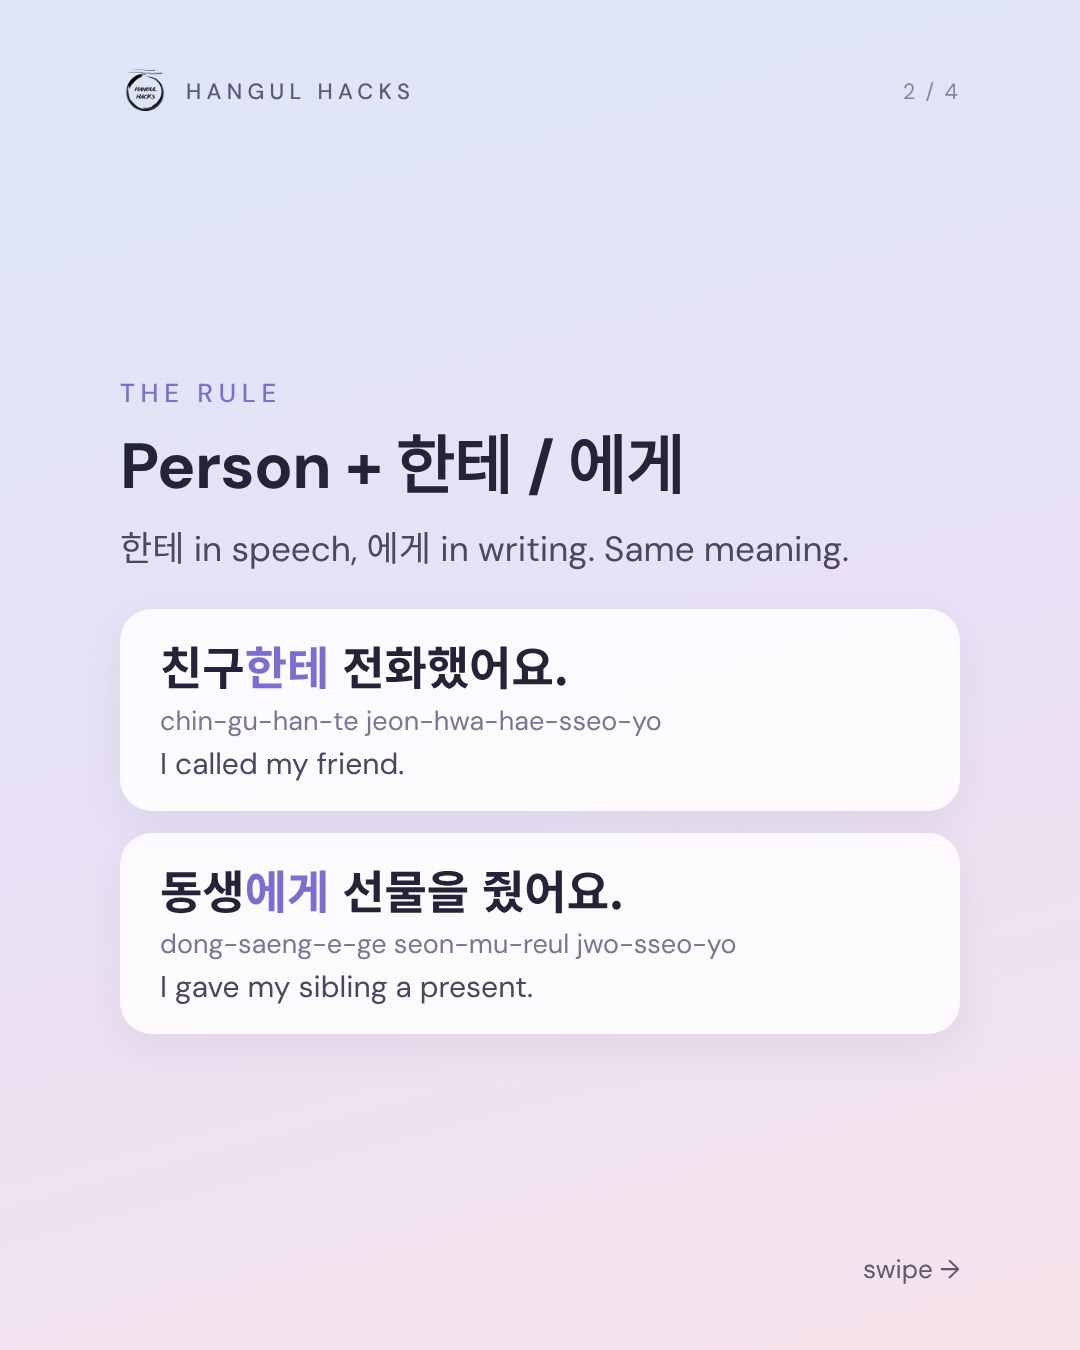 HANGUL HACKS
HANGUL HACKS
2 / 4
THE RULE
Person + 한테 / 에게
한테 in speech, 에게 in writing. Same meaning.
친구한테 전화했어요.
chin-gu-han-te jeon-hwa-hae-sseo-yo
I called my friend.
동생에게 선물을 줬어요.
dong-saeng-e-ge seon-mu-reul jwo-sseo-yo
I gave my sibling a present.
swipe →